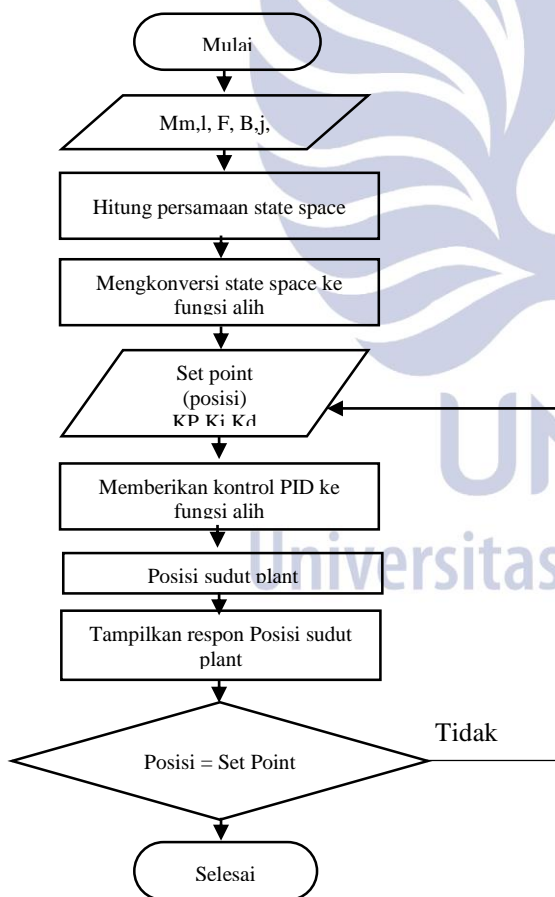 Mulai
Mm,l, F, B,j,
Hitung persamaan state space
Mengkonversi state space ke
fungsi alih
Set point
(posisi)
KP Ki Kd
Memberikan kontrol PID ke
fungsi alih
Posisi sudut plant
Tampilkan respon Posisi sudut
plant
Posisi = Set Point
Tidak
Selesai
UN
Universitas